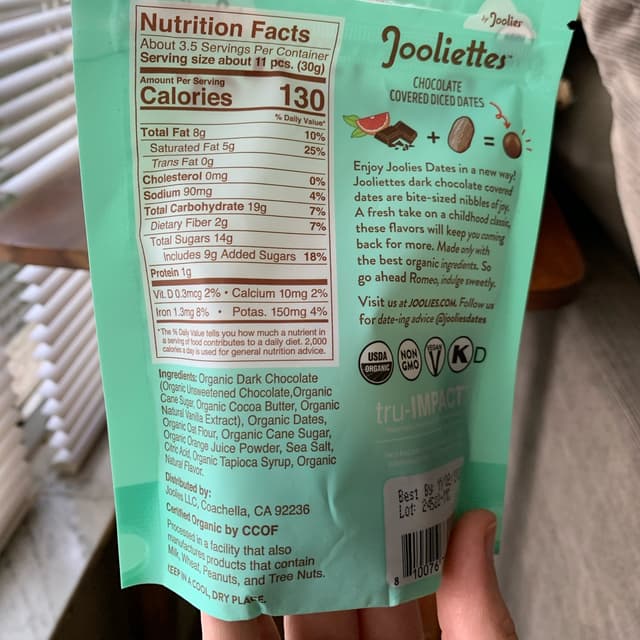 Nutrition Facts
About 3.5 Servings Per Container
Serving size about 11 pcs. (30g)
Amount Per Serving
Calories 130
% Daily Value*
Total Fat 8g 10%
Saturated Fat 5g 25%
Trans Fat 0g
Cholesterol 0mg 0%
Sodium 90mg 4%
Total Carbohydrate 19g 7%
Dietary Fiber 2g 7%
Total Sugars 14g
Includes 9g Added Sugars 18%
Protein 1g
Vit. D 0.3mcg 2% • Calcium 10mg 2%
Iron 1.3mg 8% • Potas. 150mg 4%
*The % Daily Value tells you how much a nutrient in
a serving of food contributes to a daily diet. 2,000
calories a day is used for general nutrition advice.
Ingredients: Organic Dark Chocolate
(Organic Unsweetened Chocolate, Organic
Cane Sugar, Organic Cocoa Butter, Organic
Natural Vanilla Extract), Organic Dates,
Organic Oat Flour, Organic Cane Sugar,
Organic Orange Juice Powder, Sea Salt,
Citric Acid, Organic Tapioca Syrup, Organic
Natural Flavor.
Distributed by:
Joolies LLC, Coachella, CA 92236
Certified Organic by CCOF
Processed in a facility that also
manufactures products that contain
Milk, Wheat, Peanuts, and Tree Nuts.
KEEP IN A COOL, DRY PLACE.
by Joolies
Jooliettes
CHOCOLATE
COVERED DICED DATES
+ =
Enjoy Joolies Dates in a new way!
Jooliettes dark chocolate covered
dates are bite-sized nibbles of joy.
A fresh take on a childhood classic,
these flavors will keep you coming
back for more. Made only with
the best organic ingredients. So
go ahead Romeo, indulge sweetly.
Visit us at JOOLIES.COM. Follow us
for date-ing advice @jooliesdates
USDA
ORGANIC
NON
GMO
VEGAN
V
K D
tru-IMPACT
Best By
Lot:
8 10076